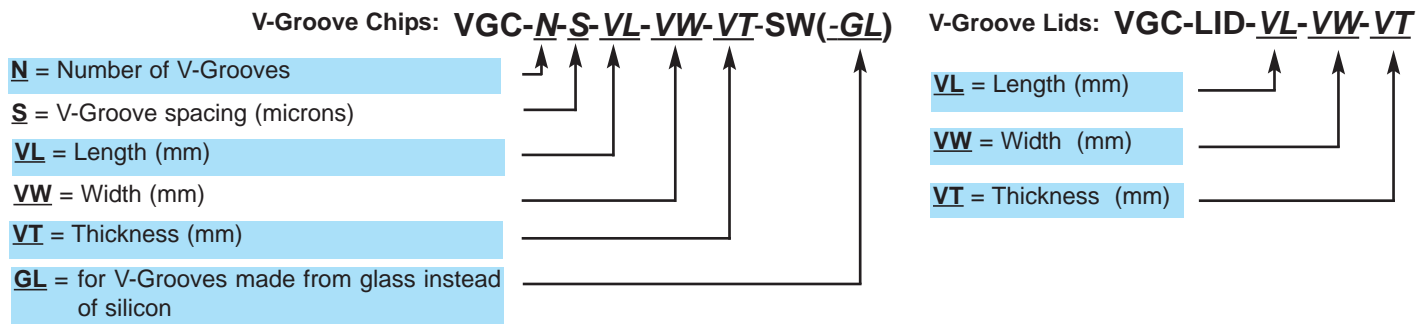 V-Groove Chips: VGC-N-S-VL-VW-VT-SW(-GL)
N = Number of V-Grooves
S = V-Groove spacing (microns)
VL = Length (mm)
VW = Width (mm)
VT = Thickness (mm)
GL = for V-Grooves made from glass instead
of silicon
V-Groove Lids: VGC-LID-VL-VW-VT
VL = Length (mm)
VW = Width (mm)
VT = Thickness (mm)